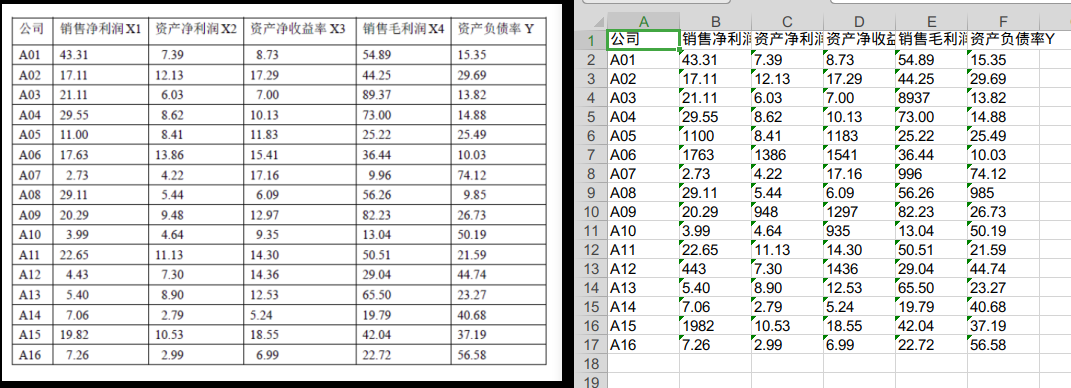 公司 销售净利润X1 资产净利润X2 资产净收益率X3 销售毛利润X4 资产负债率Y
A01 43.31 7.39 8.73 54.89 15.35
A02 17.11 12.13 17.29 44.25 29.69
A03 21.11 6.03 7.00 89.37 13.82
A04 29.55 8.62 10.13 73.00 14.88
A05 11.00 8.41 11.83 25.22 25.49
A06 17.63 13.86 15.41 36.44 10.03
A07 2.73 4.22 17.16 9.96 74.12
A08 29.11 5.44 6.09 56.26 9.85
A09 20.29 9.48 12.97 82.23 26.73
A10 3.99 4.64 9.35 13.04 50.19
A11 22.65 11.13 14.30 50.51 21.59
A12 4.43 7.30 14.36 29.04 44.74
A13 5.40 8.90 12.53 65.50 23.27
A14 7.06 2.79 5.24 19.79 40.68
A15 19.82 10.53 18.55 42.04 37.19
A16 7.26 2.99 6.99 22.72 56.58
A B C D E F
1 公司 销售净利润 资产净利润 资产净收益 销售毛利润 资产负债率Y
2 A01 43.31 7.39 8.73 54.89 15.35
3 A02 17.11 12.13 17.29 44.25 29.69
4 A03 21.11 6.03 7.00 8937 13.82
5 A04 29.55 8.62 10.13 73.00 14.88
6 A05 1100 8.41 1183 25.22 25.49
7 A06 1763 1386 1541 36.44 10.03
8 A07 2.73 4.22 17.16 996 74.12
9 A08 29.11 5.44 6.09 56.26 985
10 A09 20.29 948 1297 82.23 26.73
11 A10 3.99 4.64 935 13.04 50.19
12 A11 22.65 11.13 14.30 50.51 21.59
13 A12 443 7.30 1436 29.04 44.74
14 A13 5.40 8.90 12.53 65.50 23.27
15 A14 7.06 2.79 5.24 19.79 40.68
16 A15 1982 10.53 18.55 42.04 37.19
17 A16 7.26 2.99 6.99 22.72 56.58
18
19